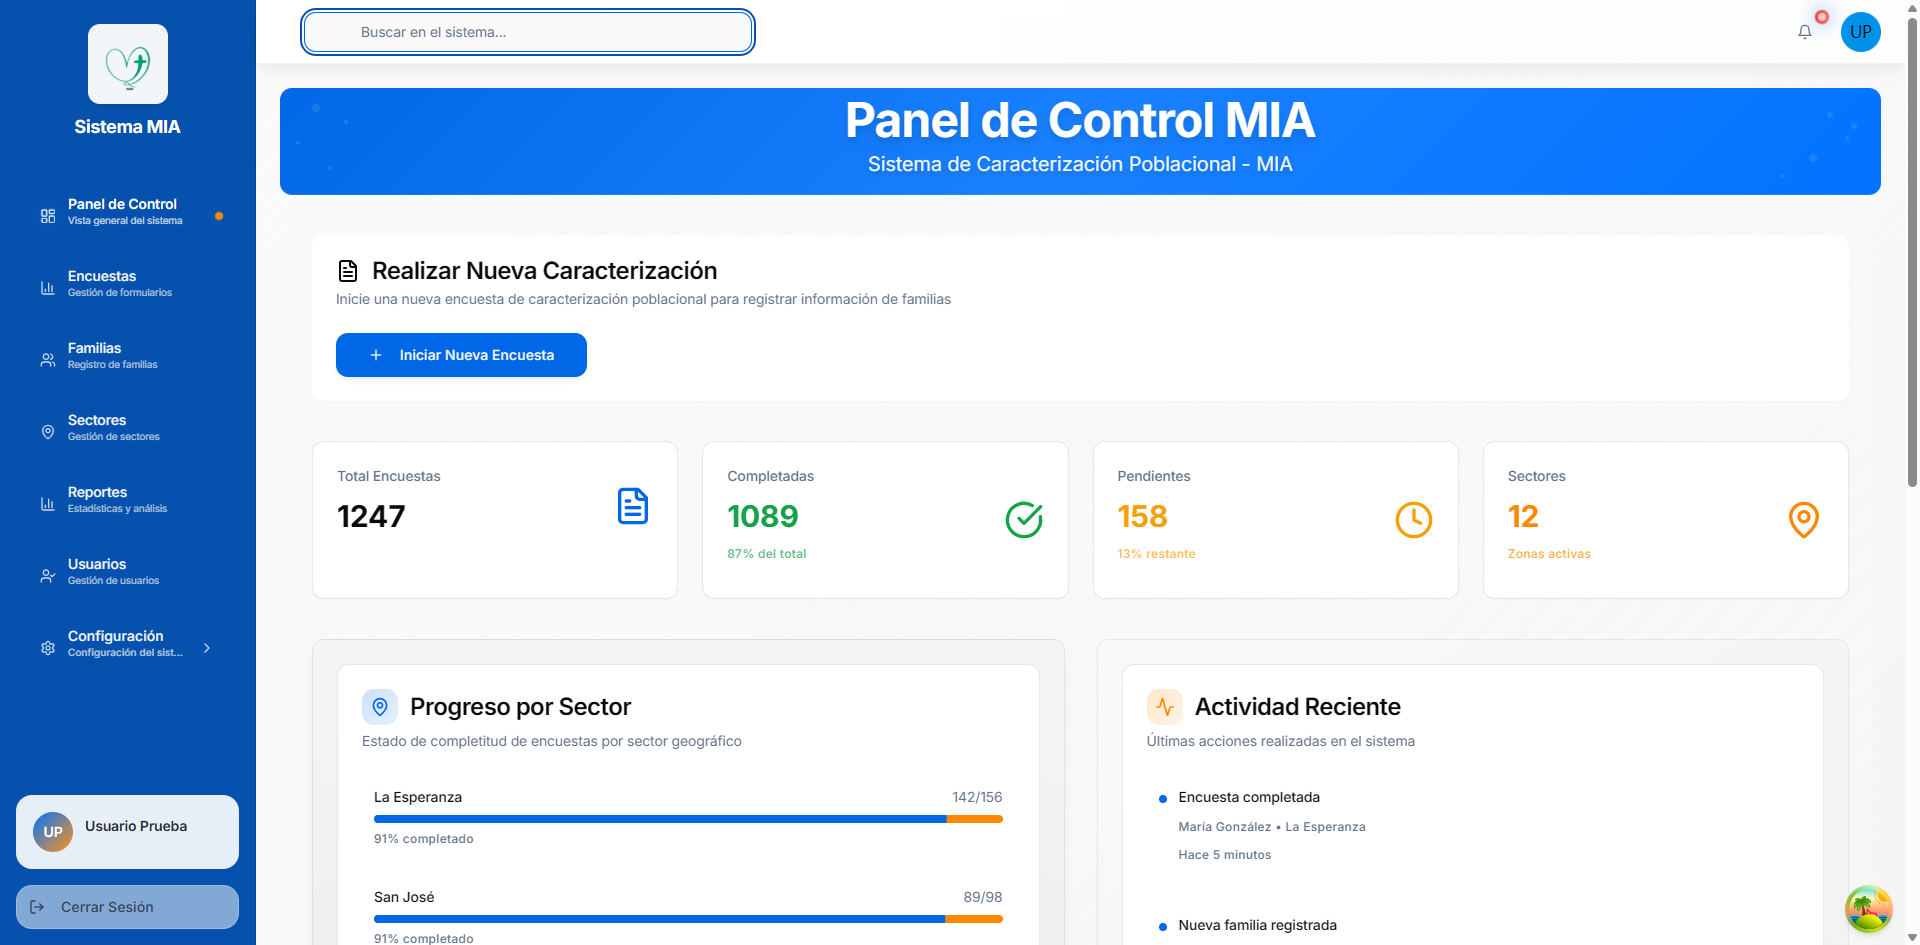 Sistema MIA
Panel de Control
Vista general del sistema
Encuestas
Gestión de formularios
Familias
Registro de familias
Sectores
Gestión de sectores
Reportes
Estadísticas y análisis
Usuarios
Gestión de usuarios
Configuración
Configuración del sist...
UP
Usuario Prueba
Cerrar Sesión
Buscar en el sistema...
UP
Panel de Control MIA
Sistema de Caracterización Poblacional - MIA
Realizar Nueva Caracterización
Inicie una nueva encuesta de caracterización poblacional para registrar información de familias
Iniciar Nueva Encuesta
Total Encuestas
1247
Completadas
1089
87% del total
Pendientes
158
13% restante
Sectores
12
Zonas activas
Progreso por Sector
Estado de completitud de encuestas por sector geográfico
La Esperanza 142/156
91% completado
San José 89/98
91% completado
Actividad Reciente
Últimas acciones realizadas en el sistema
Encuesta completada
María González • La Esperanza
Hace 5 minutos
Nueva familia registrada